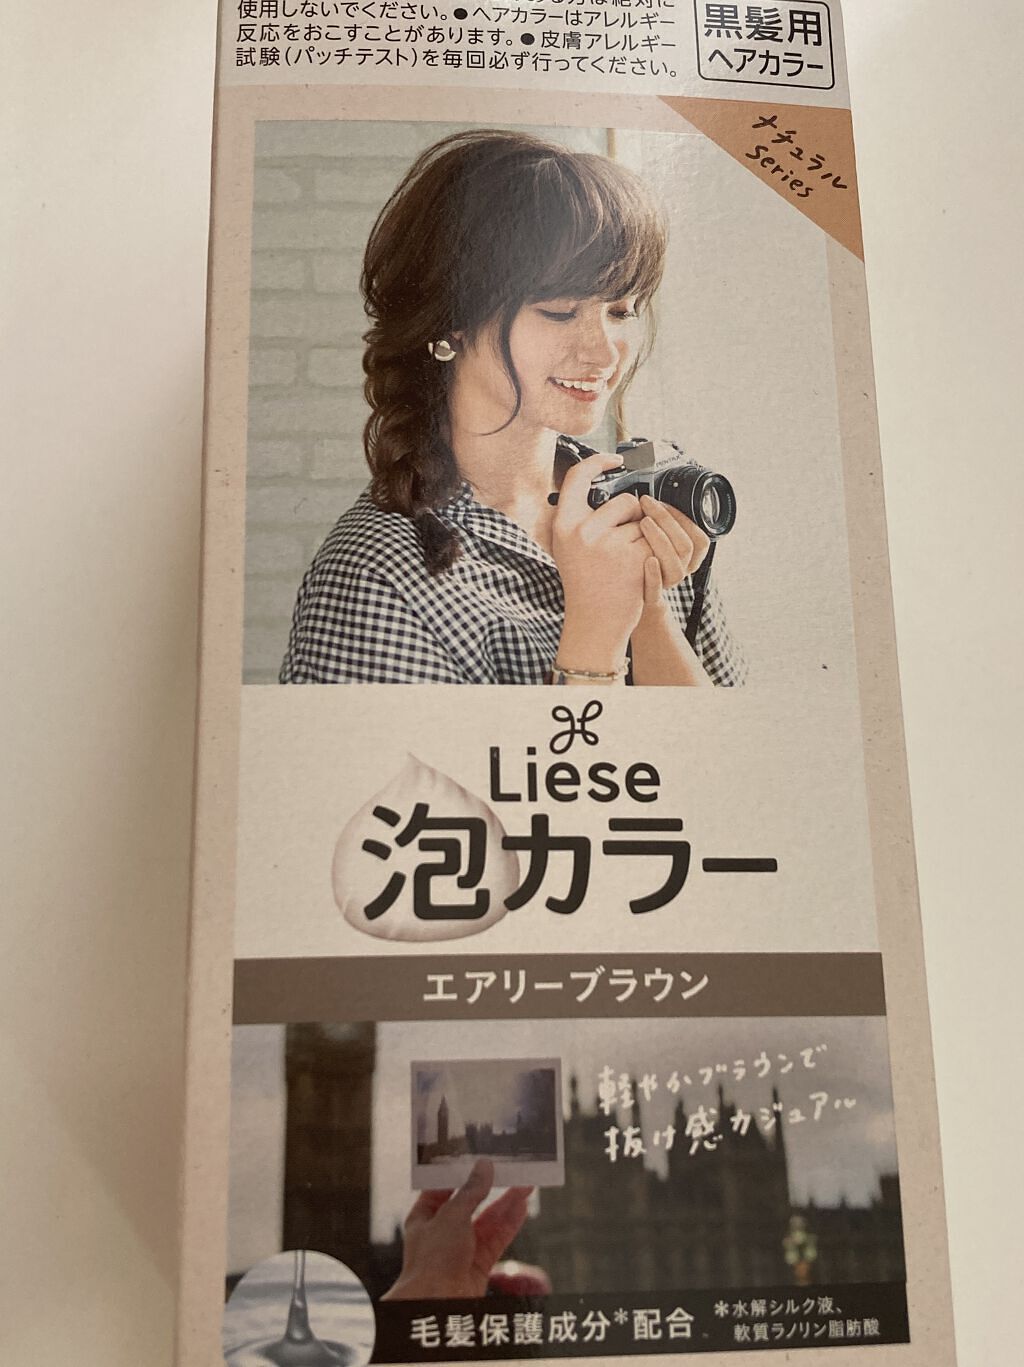 使用しないでください。●ヘアカラーはアレルギー
反応をおこすことがあります。●皮膚アレルギー
試験(パッチテスト)を毎回必ず行ってください。
黒髪用
ヘアカラー
ナチュラル
Series
PENTAX
Liese
泡カラー
エアリーブラウン
軽やかブラウンで
抜け感カジュアル
毛髪保護成分*配合
*水解シルク液、
軟質ラノリン脂肪酸